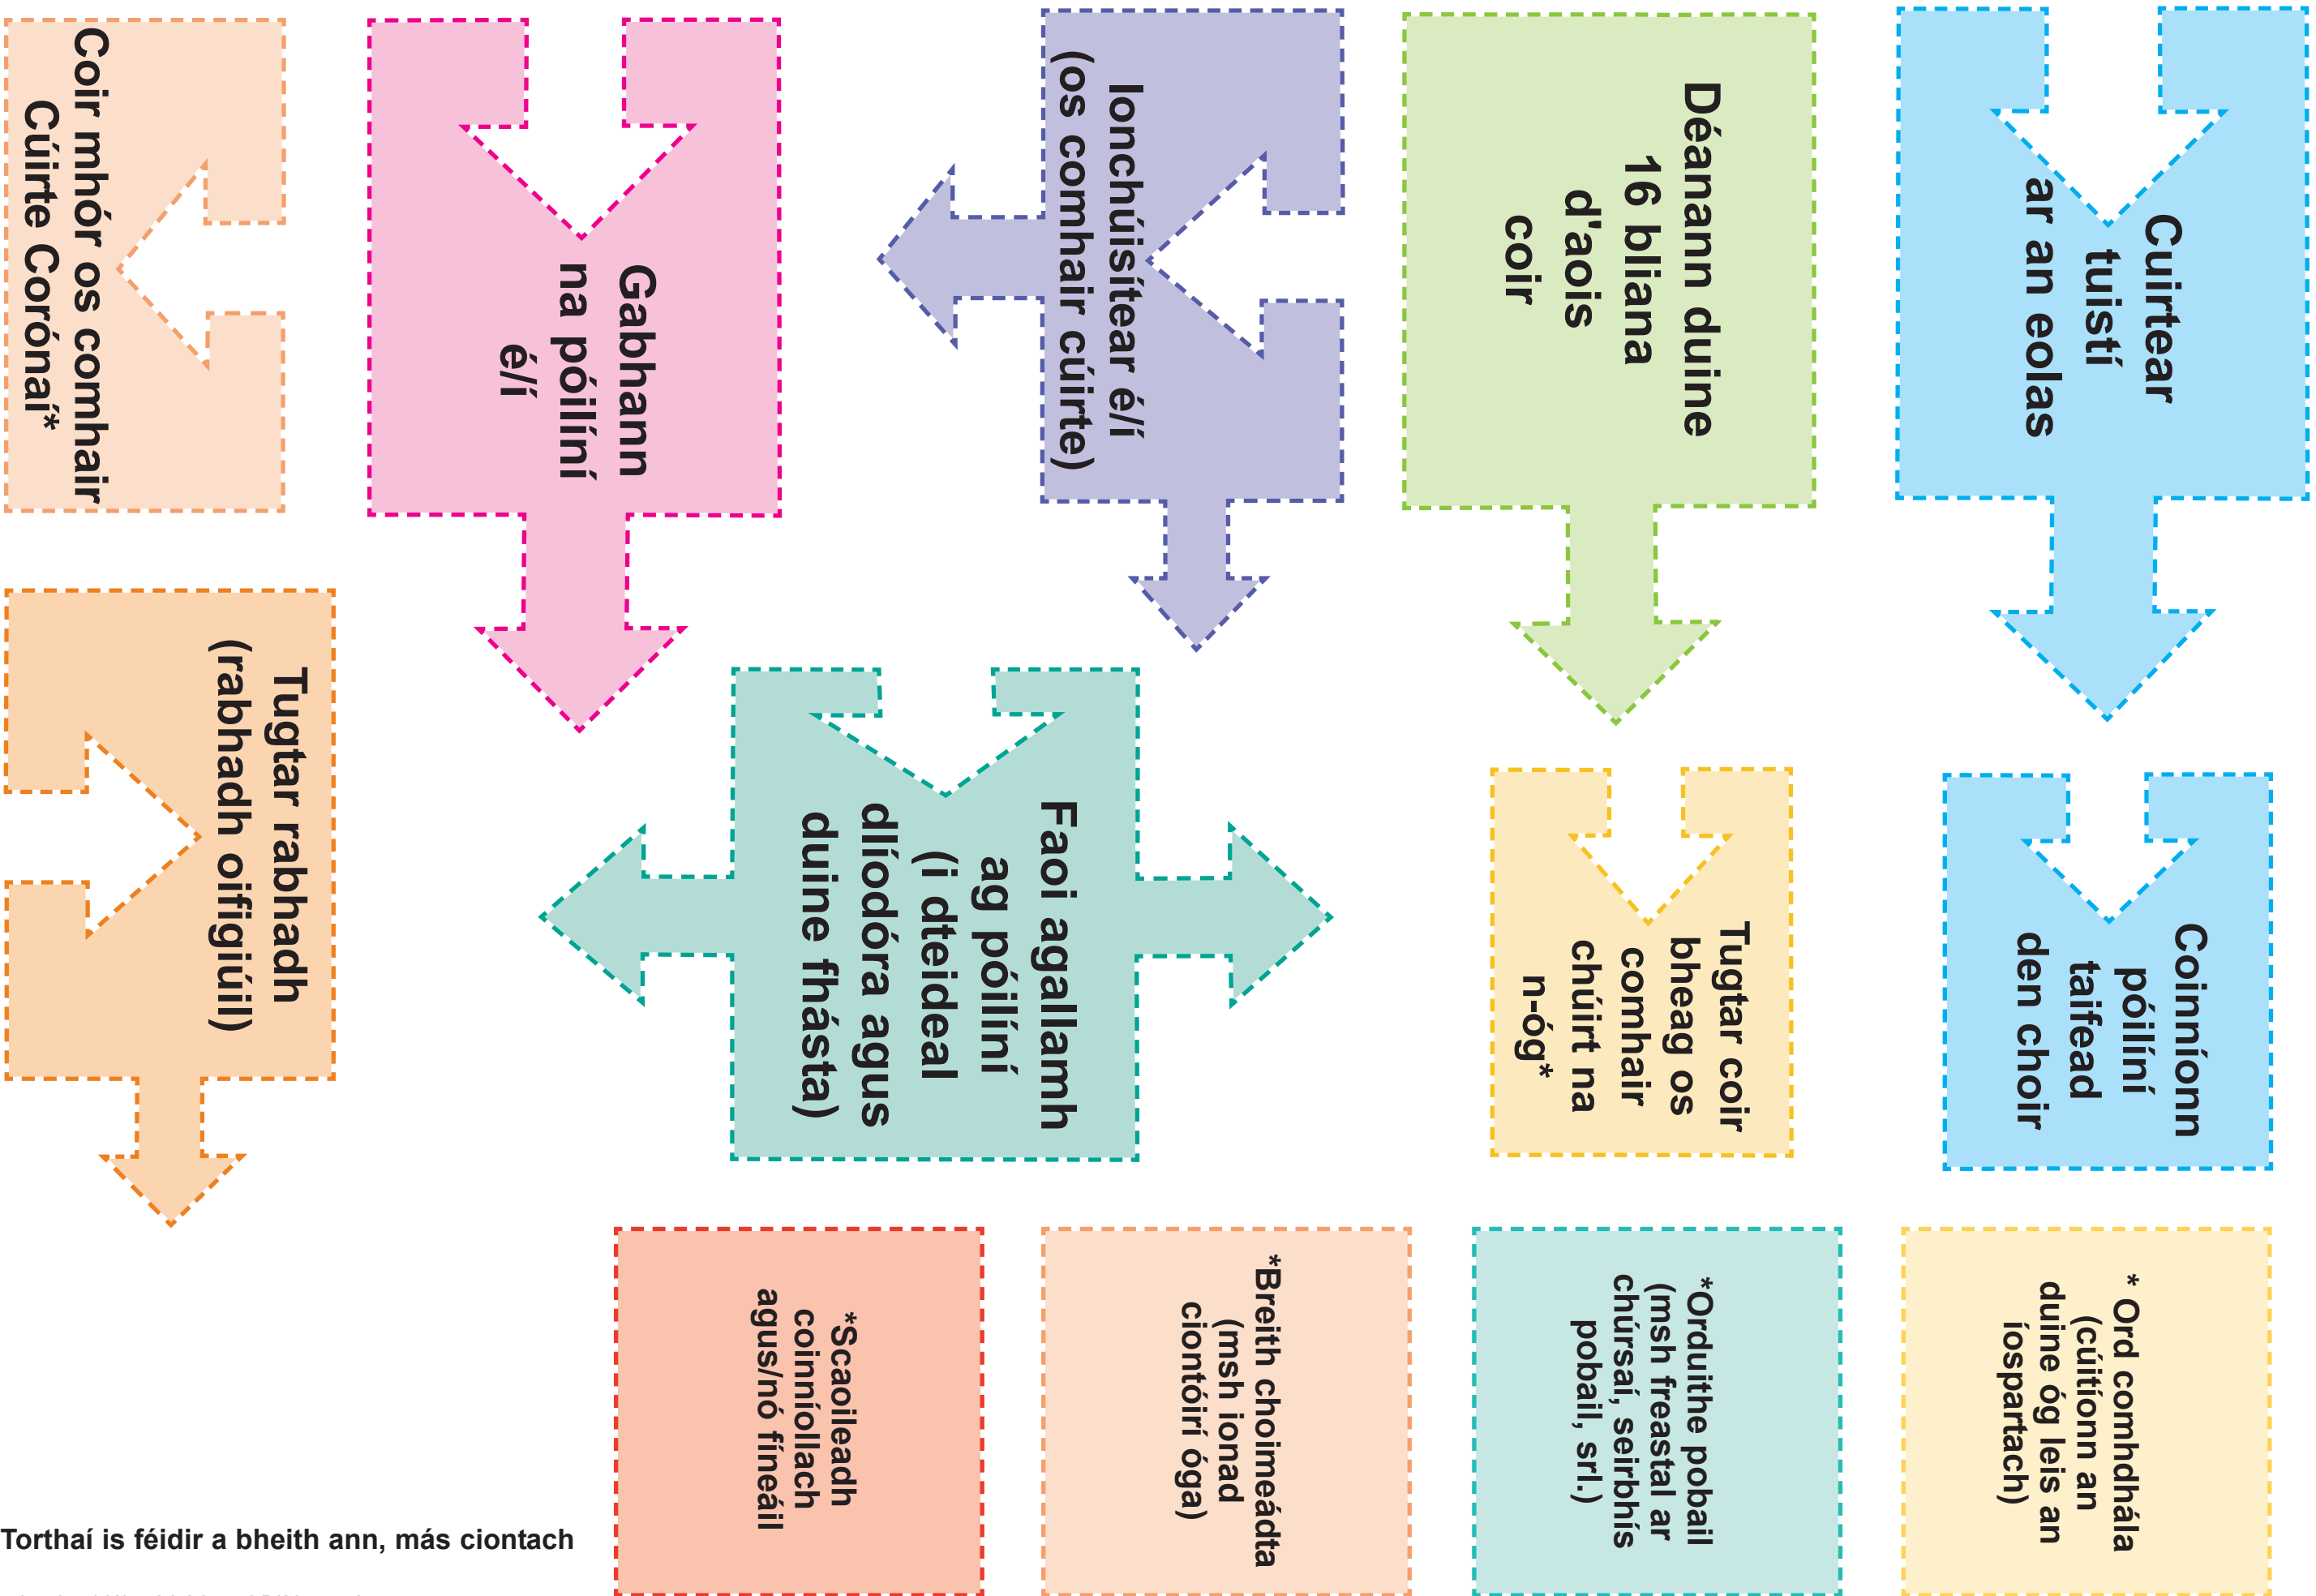 Cuirtear
tuistí
ar an eolas
Déanann duine
16 bliana
d'aois
coir
Ionchúisítear é/í
(os comhair cúirte)
Gabhann
na póilíní
é/í
Coir mhór os comhair
Cúirte Corónaí*
Coinníonn
póilíní
taifead
den choir
Tugtar coir
bheag os
comhair
chúirt na
n-óg*
Faoi agallamh
ag póilíní
(i dteideal
dlíodóra agus
duine fhásta)
Tugtar rabhadh
(rabhadh oifigiúil)
* Ord comhdhála
(cúitíonn an
duine óg leis an
íospartach)
*Orduithe pobail
(msh freastal ar
chúrsaí, seirbhís
pobail, srl.)
*Breith choimeádta
(msh ionad
ciontóirí óga)
*Scaoileadh
coinníollach
agus/nó fíneáil
Torthaí is féidir a bheith ann, más ciontach